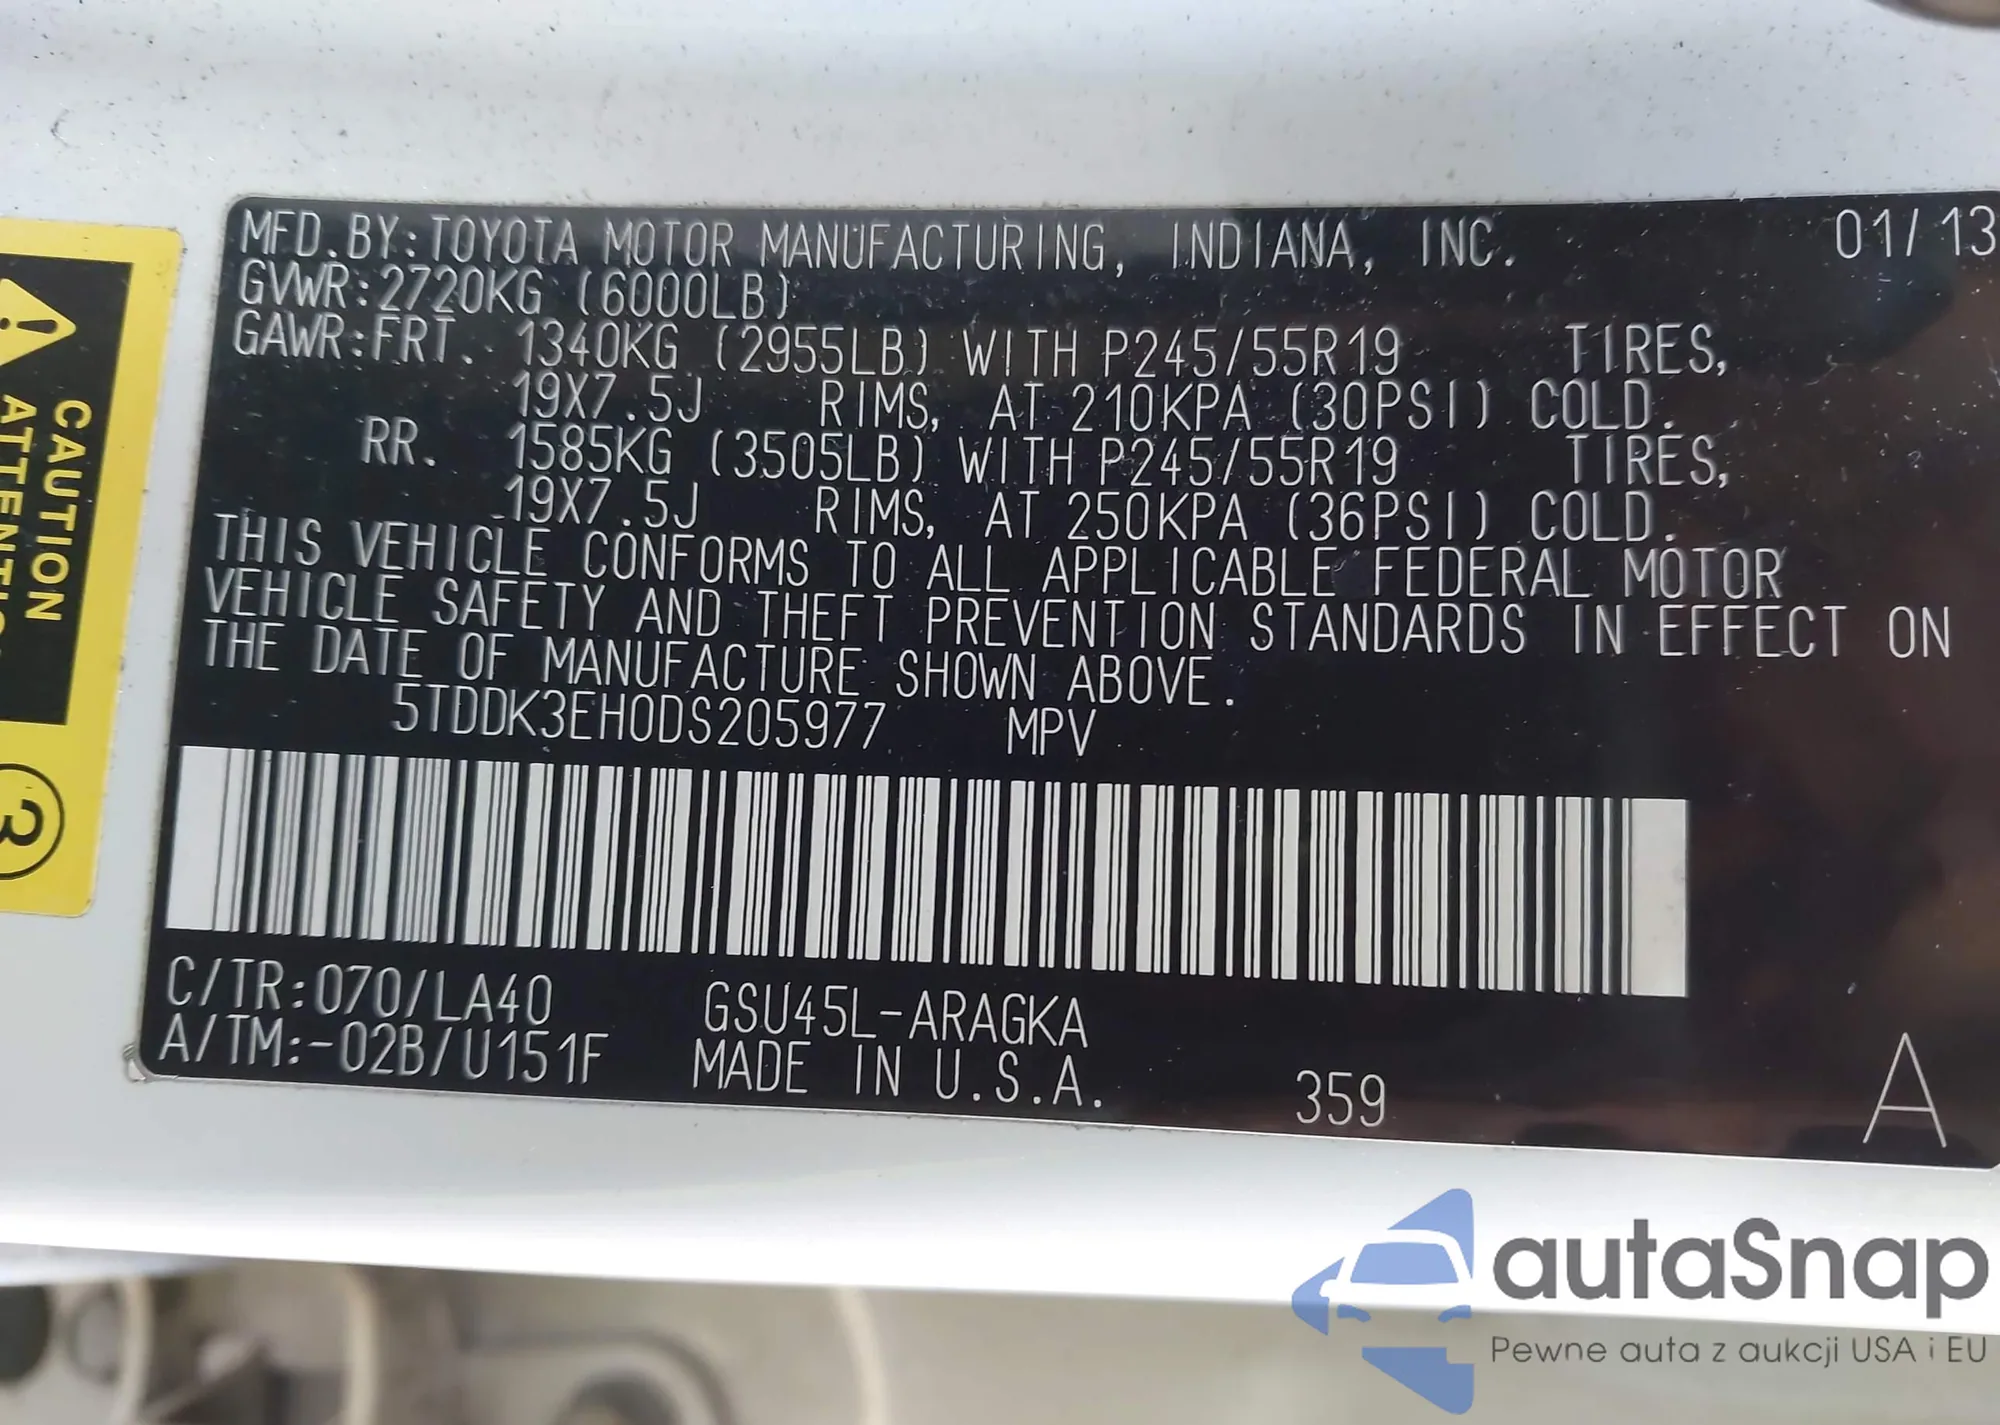 MFD.BY:TOYOTA MOTOR MANUFACTURING, INDIANA, INC. 01/13
GVWR:2720KG (6000LB)
GAWR:FRT. 1340KG (2955LB) WITH P245/55R19 TIRES,
19X7.5J RIMS, AT 210KPA (30PSI) COLD.
RR. 1585KG (3505LB) WITH P245/55R19 TIRES,
19X7.5J RIMS, AT 250KPA (36PSI) COLD.
THIS VEHICLE CONFORMS TO ALL APPLICABLE FEDERAL MOTOR
VEHICLE SAFETY AND THEFT PREVENTION STANDARDS IN EFFECT ON
THE DATE OF MANUFACTURE SHOWN ABOVE.
5TDDK3EH0DS205977 MPV
C/TR:070/LA40 GSU45L-ARAGKA
A/TM:-02B/U151F MADE IN U.S.A. 359 A
CAUTION
3
autaSnap
Pewne auta z aukcji USA i EU